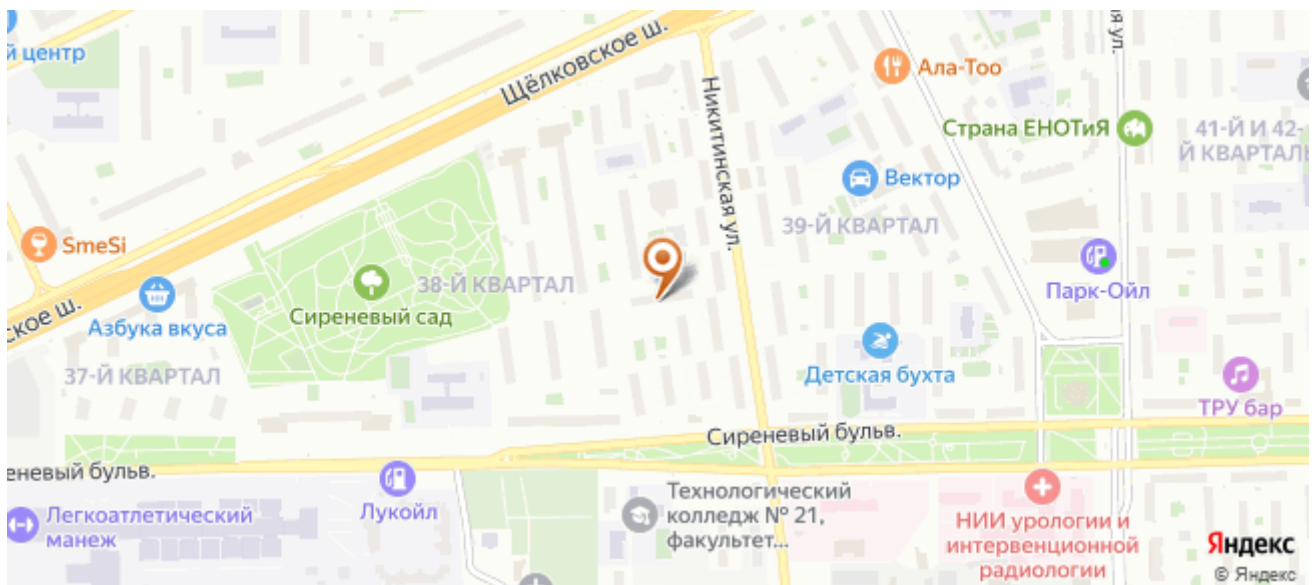 й центр
Щёлковское ш.
Никитинская ул.
Ала-Тоо
я ул.
Страна ЕНОТиЯ
41-Й И 42-
Й КВАРТАЛЫ
Вектор
39-Й КВАРТАЛ
SmeSi
38-Й КВАРТАЛ
Сиреневый сад
Азбука вкуса
ское ш.
37-Й КВАРТАЛ
Парк-Ойл
Детская бухта
ТРУ бар
Сиреневый бульв.
еневый бульв.
Лукойл
Легкоатлетический
манеж
Технологический
колледж № 21,
факультет...
НИИ урологии и
интервенционной
радиологии
Яндекс
© Яндекс